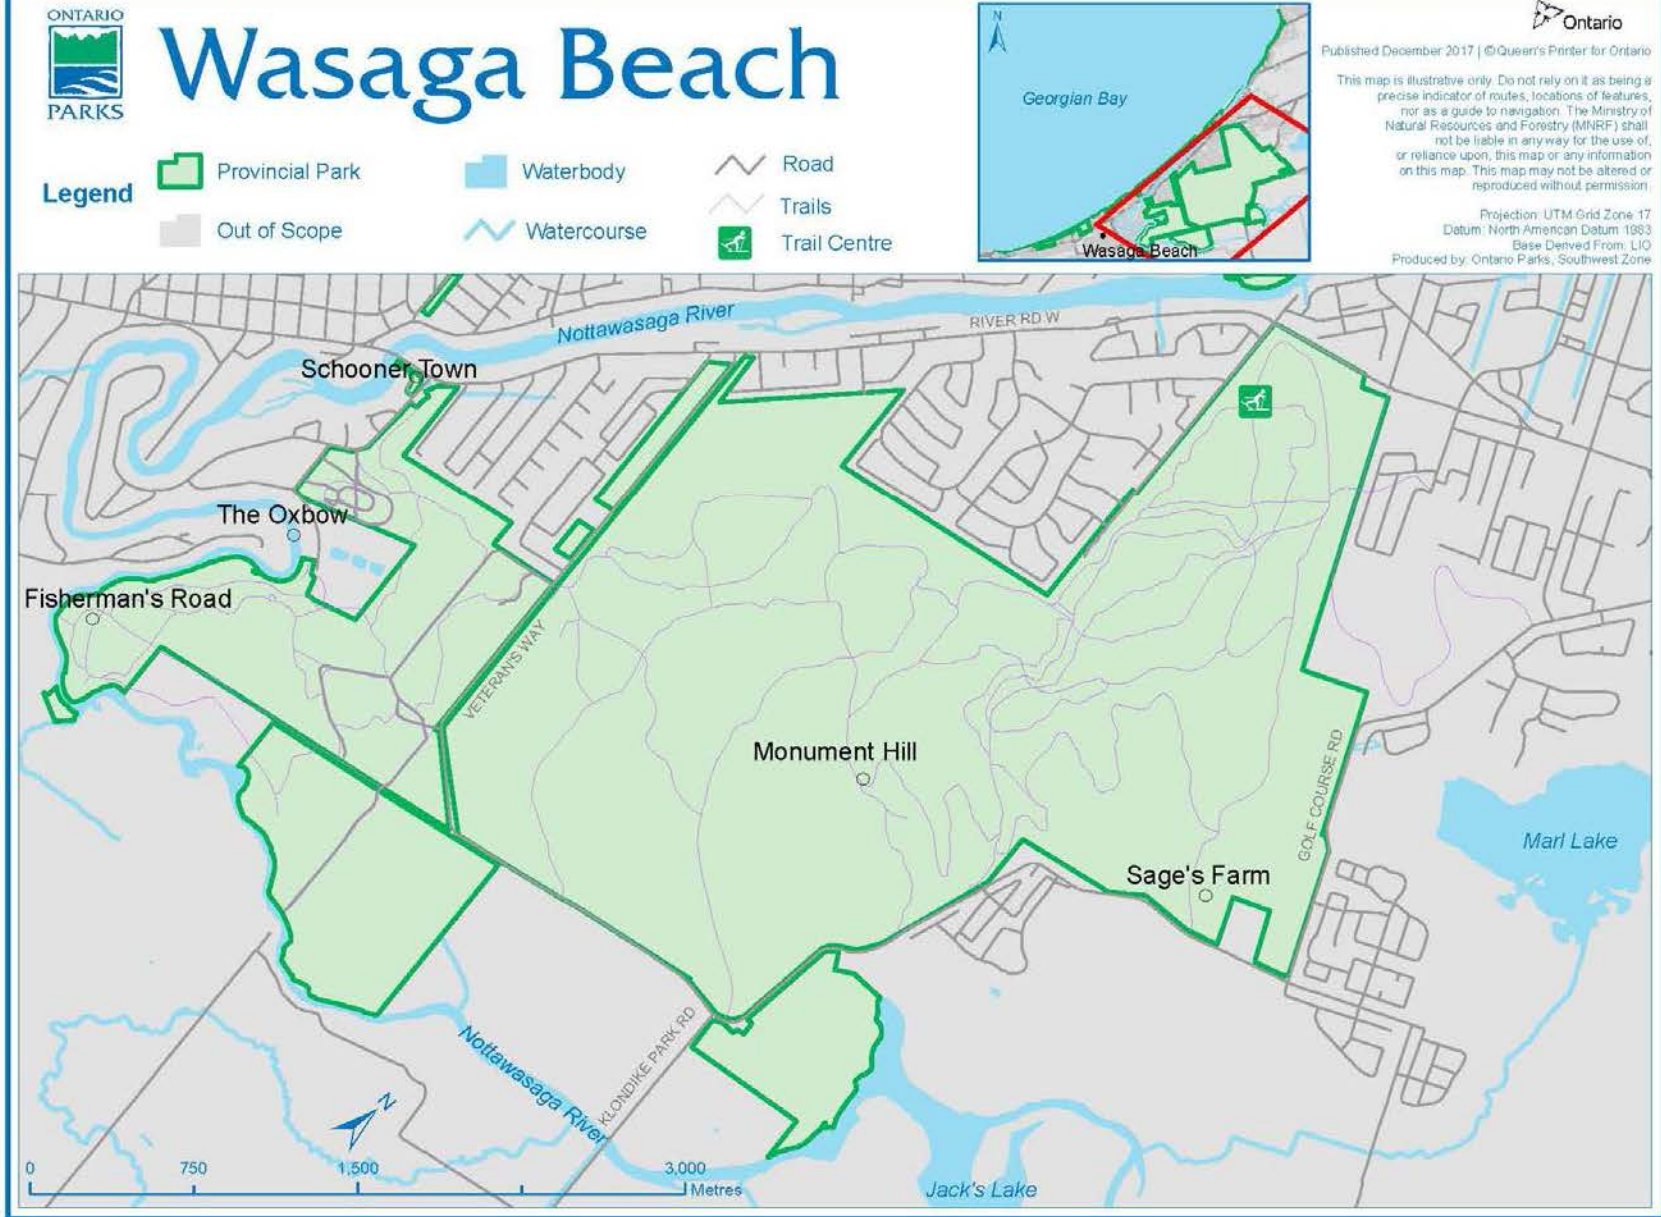 ONTARIO
PARKS
Wasaga Beach
Legend
Provincial Park
Out of Scope
Waterbody
Watercourse
Road
Trails
Trail Centre
N
Georgian Bay
Wasaga Beach
Ontario
Published December 2017 | © Queen's Printer for Ontario
This map is illustrative only. Do not rely on it as being a
precise indicator of routes, locations of features,
nor as a guide to navigation. The Ministry of
Natural Resources and Forestry (MNRF) shall
not be liable in any way for the use of,
or reliance upon, this map or any information
on this map. This map may not be altered or
reproduced without permission.
Projection: UTM Grid Zone 17
Datum: North American Datum 1983
Base Derived From: LIO
Produced by: Ontario Parks, Southwest Zone
Nottawasaga River
RIVER RD W
Schooner Town
The Oxbow
Fisherman's Road
VETERAN'S WAY
Monument Hill
GOLF COURSE RD
Marl Lake
Sage's Farm
KLONDIKE PARK RD
Nottawasaga River
N
0 750 1,500 3,000
Metres
Jack's Lake